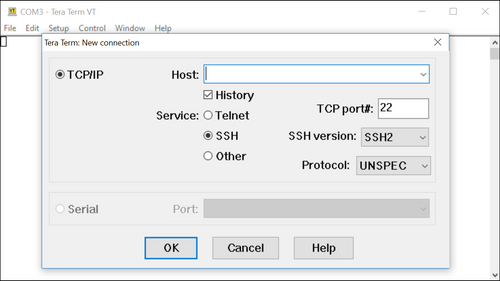 COM3 - Tera Term VT
File Edit Setup Control Window Help
Tera Term: New connection
TCP/IP Host:
History
Service: Telnet TCP port#: 22
SSH SSH version: SSH2
Other Protocol: UNSPEC
Serial Port:
OK Cancel Help